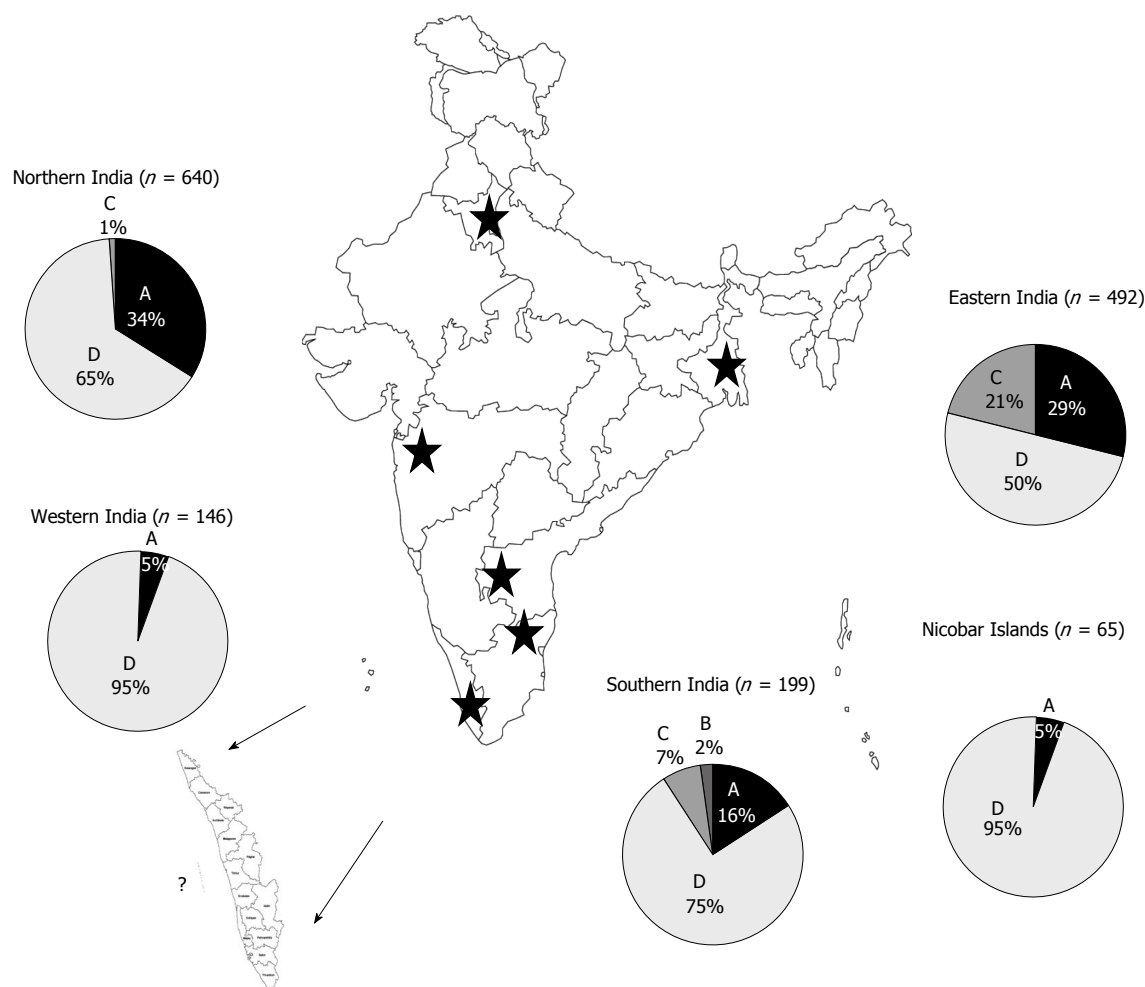 Northern India (n = 640)
C
1%
A
34%
D
65%
Eastern India (n = 492)
C
21%
A
29%
D
50%
Western India (n = 146)
A
5%
D
95%
Nicobar Islands (n = 65)
A
5%
D
95%
Southern India (n = 199)
C
7%
B
2%
A
16%
D
75%
?